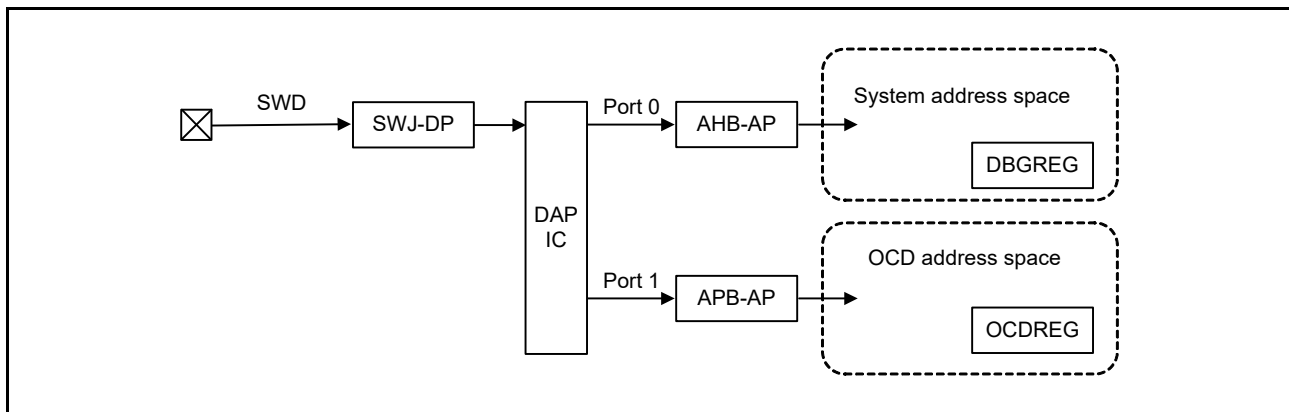 SWD
SWJ-DP
DAP
IC
Port 0
AHB-AP
System address space
DBGREG
Port 1
APB-AP
OCD address space
OCDREG